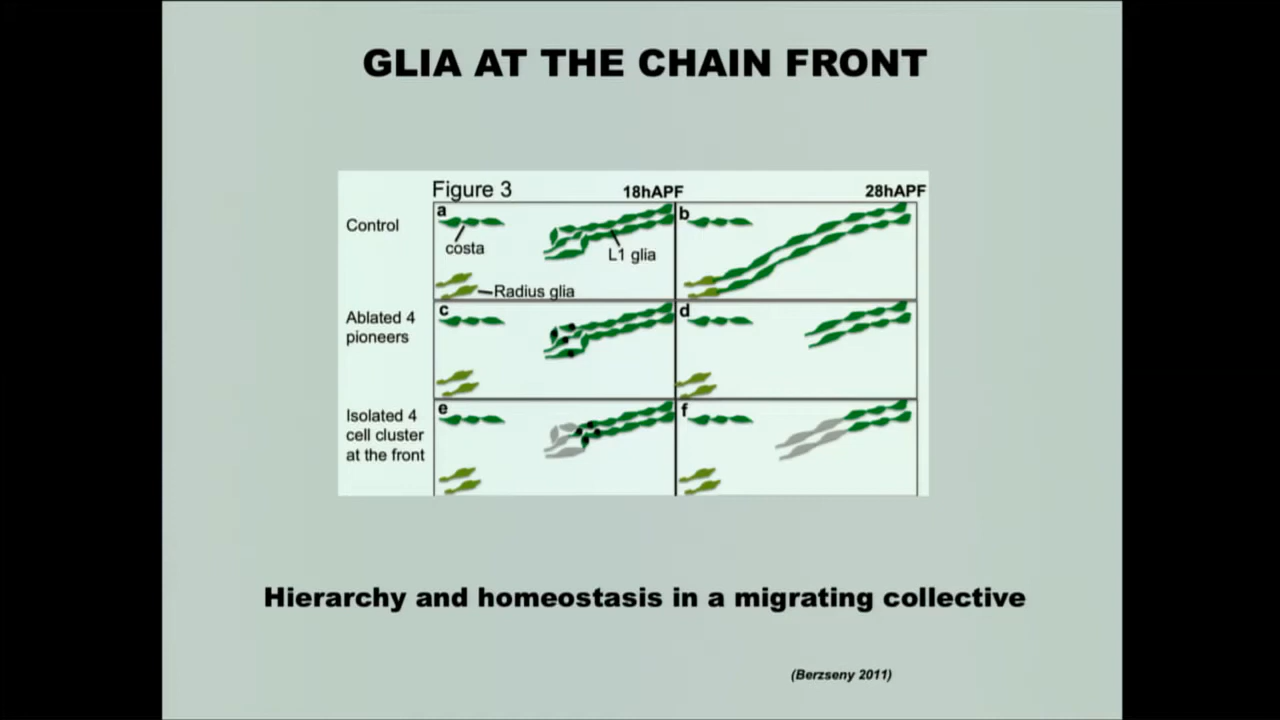 GLIA AT THE CHAIN FRONT
Figure 3
18hAPF
28hAPF
Control
a
costa
L1 glia
Radius glia
b
Ablated 4
pioneers
c
d
Isolated 4
cell cluster
at the front
e
f
Hierarchy and homeostasis in a migrating collective
(Berzseny 2011)